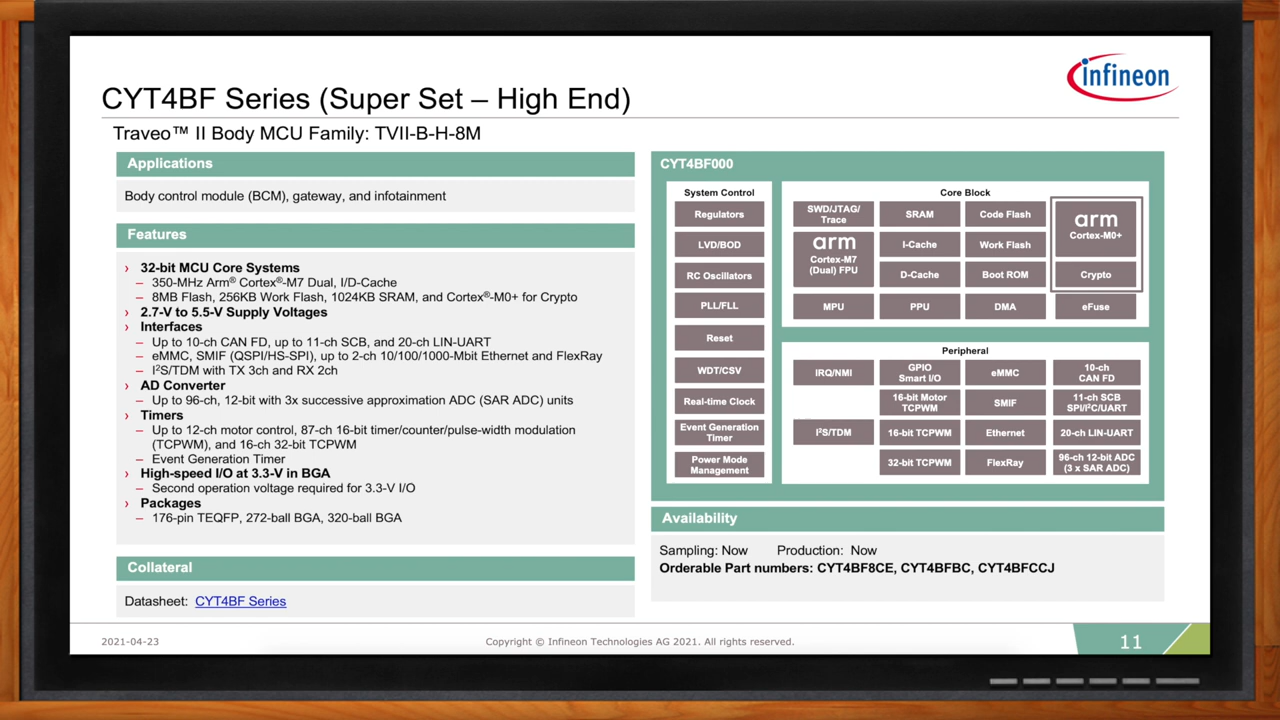 infineon
CYT4BF Series (Super Set – High End)
Traveo™ II Body MCU Family: TVII-B-H-8M
Applications
Body control module (BCM), gateway, and infotainment
Features
› 32-bit MCU Core Systems
– 350-MHz Arm® Cortex®-M7 Dual, I/D-Cache
– 8MB Flash, 256KB Work Flash, 1024KB SRAM, and Cortex®-M0+ for Crypto
› 2.7-V to 5.5-V Supply Voltages
› Interfaces
– Up to 10-ch CAN FD, up to 11-ch SCB, and 20-ch LIN-UART
– eMMC, SMIF (QSPI/HS-SPI), up to 2-ch 10/100/1000-Mbit Ethernet and FlexRay
– I²S/TDM with TX 3ch and RX 2ch
› AD Converter
– Up to 96-ch, 12-bit with 3x successive approximation ADC (SAR ADC) units
› Timers
– Up to 12-ch motor control, 87-ch 16-bit timer/counter/pulse-width modulation
(TCPWM), and 16-ch 32-bit TCPWM
– Event Generation Timer
› High-speed I/O at 3.3-V in BGA
– Second operation voltage required for 3.3-V I/O
› Packages
– 176-pin TEQFP, 272-ball BGA, 320-ball BGA
Collateral
Datasheet: CYT4BF Series
CYT4BF000
System Control
Regulators
LVD/BOD
RC Oscillators
PLL/FLL
Reset
WDT/CSV
Real-time Clock
Event Generation
Timer
Power Mode
Management
Core Block
SWD/JTAG/
Trace
SRAM
Code Flash
arm
Cortex-M0+
arm
Cortex-M7
(Dual) FPU
I-Cache
Work Flash
D-Cache
Boot ROM
Crypto
MPU
PPU
DMA
eFuse
Peripheral
IRQ/NMI
GPIO
Smart I/O
eMMC
10-ch
CAN FD
16-bit Motor
TCPWM
SMIF
11-ch SCB
SPI/I²C/UART
I²S/TDM
16-bit TCPWM
Ethernet
20-ch LIN-UART
32-bit TCPWM
FlexRay
96-ch 12-bit ADC
(3 x SAR ADC)
Availability
Sampling: Now Production: Now
Orderable Part numbers: CYT4BF8CE, CYT4BFBC, CYT4BFCCJ
2021-04-23
Copyright © Infineon Technologies AG 2021. All rights reserved.
11